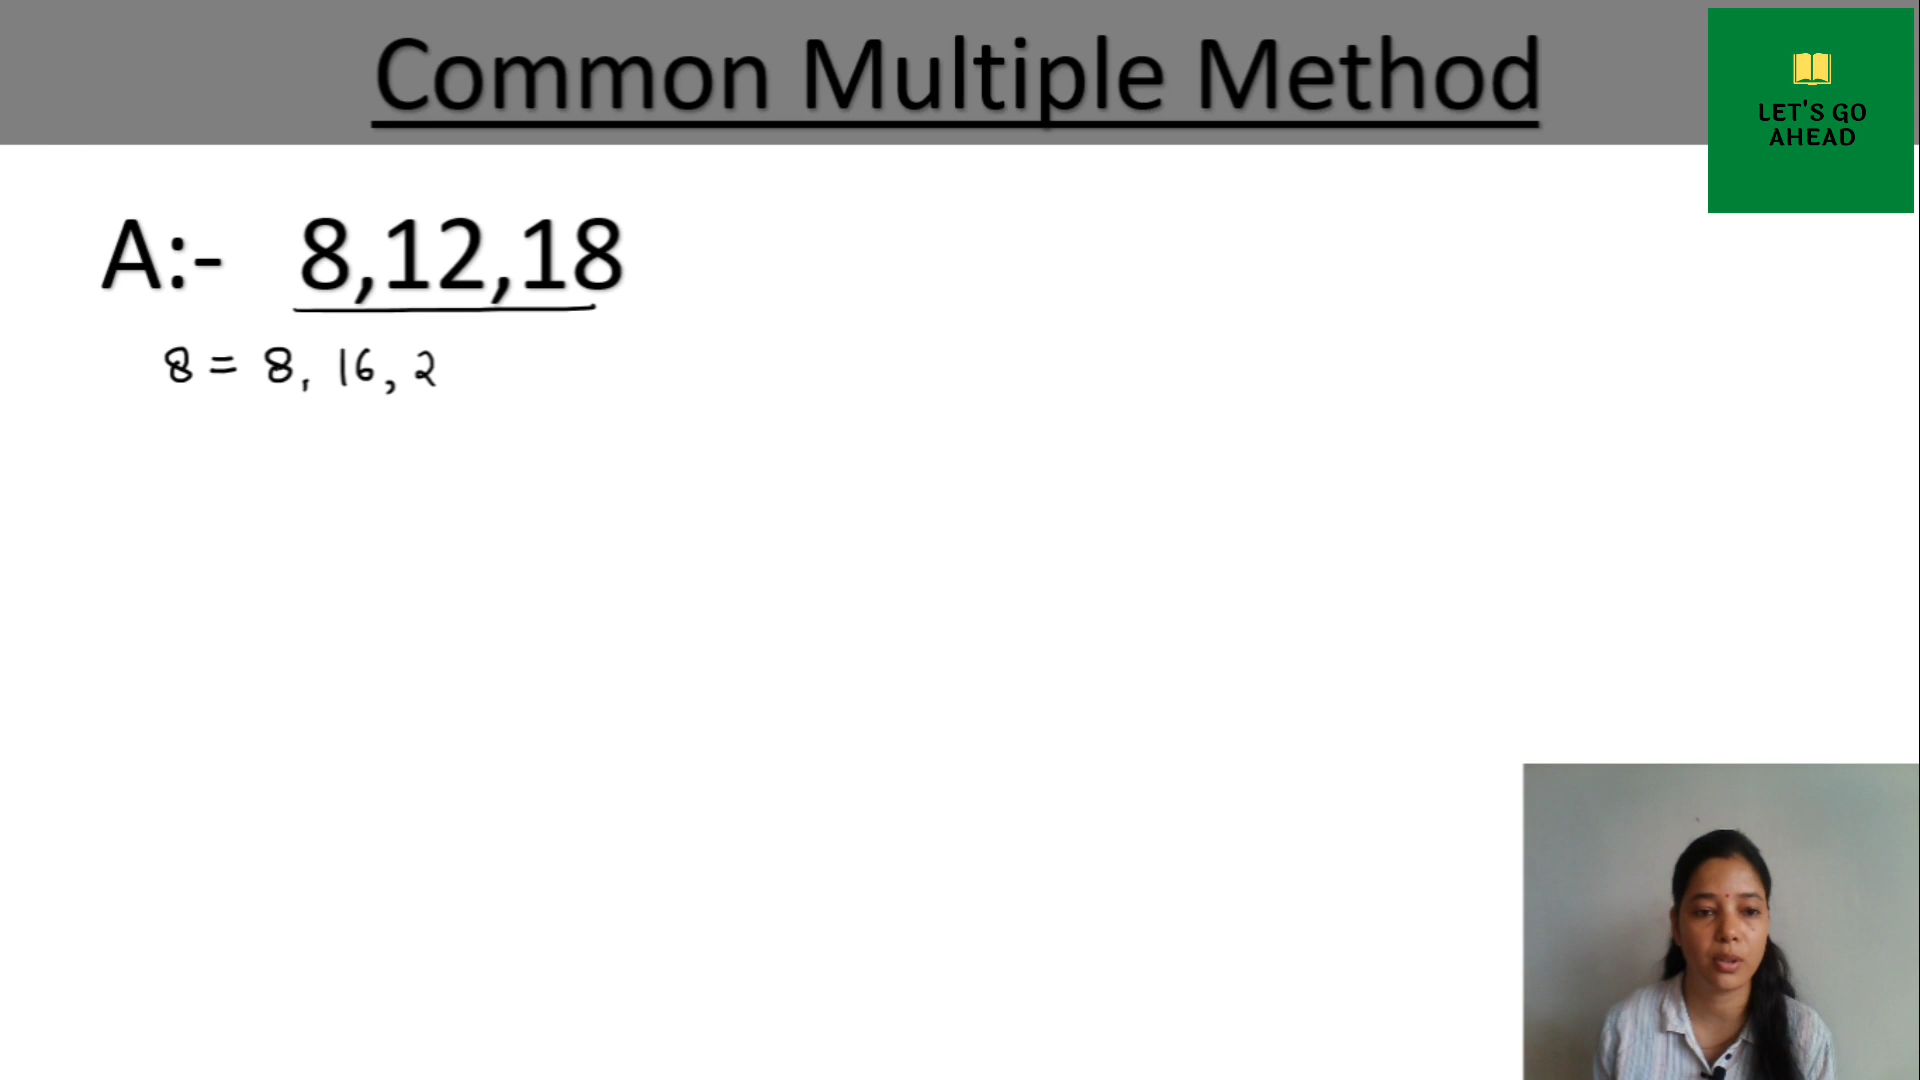 Common Multiple Method
LET'S GO
AHEAD
A:- 8,12,18
8 = 8, 16, 2